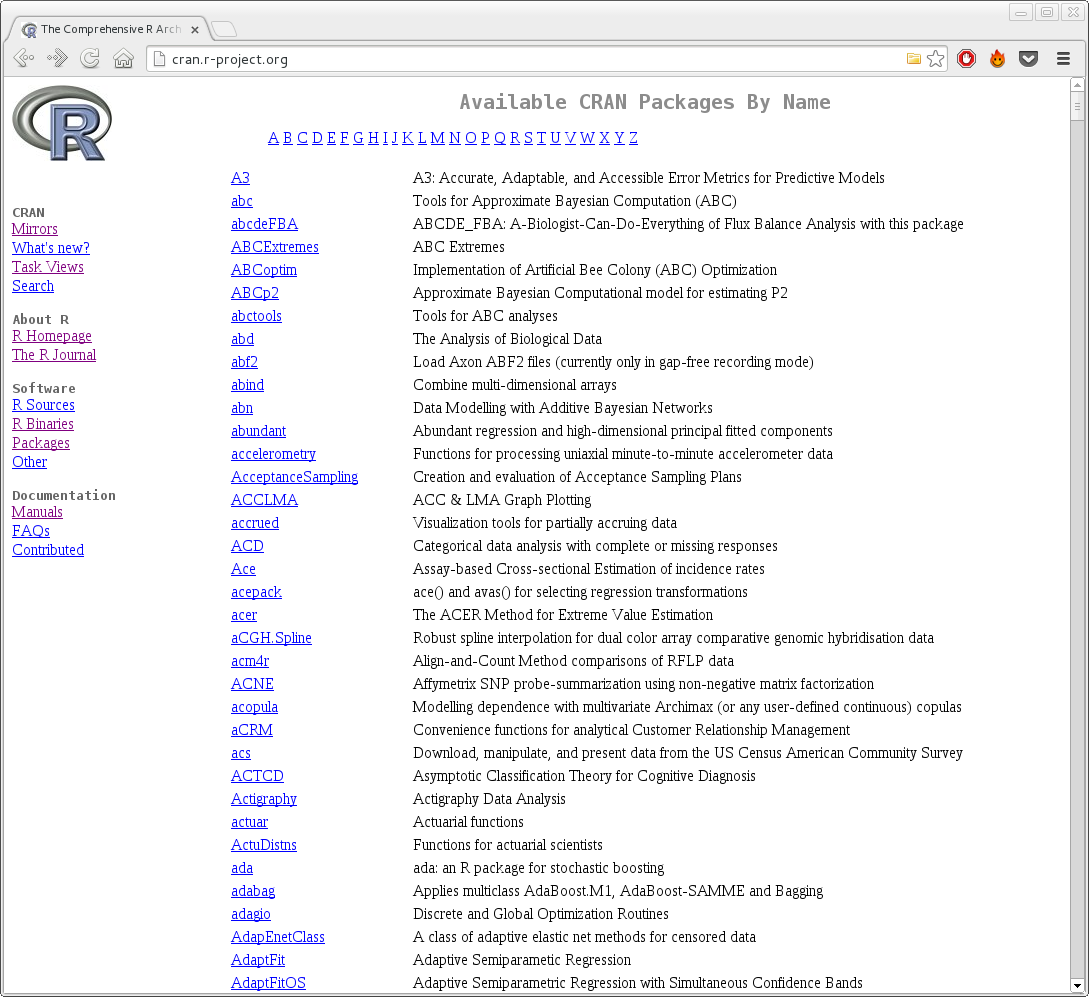 The Comprehensive R Arch
cran.r-project.org
R
CRAN
Mirrors
What's new?
Task Views
Search
About R
R Homepage
The R Journal
Software
R Sources
R Binaries
Packages
Other
Documentation
Manuals
FAQs
Contributed
Available CRAN Packages By Name
A B C D E F G H I J K L M N O P Q R S T U V W X Y Z
A3 A3: Accurate, Adaptable, and Accessible Error Metrics for Predictive Models
abc Tools for Approximate Bayesian Computation (ABC)
abcdeFBA ABCDE_FBA: A-Biologist-Can-Do-Everything of Flux Balance Analysis with this package
ABCExtremes ABC Extremes
ABCoptim Implementation of Artificial Bee Colony (ABC) Optimization
ABCp2 Approximate Bayesian Computational model for estimating P2
abctools Tools for ABC analyses
abd The Analysis of Biological Data
abf2 Load Axon ABF2 files (currently only in gap-free recording mode)
abind Combine multi-dimensional arrays
abn Data Modelling with Additive Bayesian Networks
abundant Abundant regression and high-dimensional principal fitted components
accelerometry Functions for processing uniaxial minute-to-minute accelerometer data
AcceptanceSampling Creation and evaluation of Acceptance Sampling Plans
ACCLMA ACC & LMA Graph Plotting
accrued Visualization tools for partially accruing data
ACD Categorical data analysis with complete or missing responses
Ace Assay-based Cross-sectional Estimation of incidence rates
acepack ace() and avas() for selecting regression transformations
acer The ACER Method for Extreme Value Estimation
aCGH.Spline Robust spline interpolation for dual color array comparative genomic hybridisation data
acm4r Align-and-Count Method comparisons of RFLP data
ACNE Affymetrix SNP probe-summarization using non-negative matrix factorization
acopula Modelling dependence with multivariate Archimax (or any user-defined continuous) copulas
aCRM Convenience functions for analytical Customer Relationship Management
acs Download, manipulate, and present data from the US Census American Community Survey
ACTCD Asymptotic Classification Theory for Cognitive Diagnosis
Actigraphy Actigraphy Data Analysis
actuar Actuarial functions
ActuDistns Functions for actuarial scientists
ada ada: an R package for stochastic boosting
adabag Applies multiclass AdaBoost.M1, AdaBoost-SAMME and Bagging
adagio Discrete and Global Optimization Routines
AdapEnetClass A class of adaptive elastic net methods for censored data
AdaptFit Adaptive Semiparametic Regression
AdaptFitOS Adaptive Semiparametric Regression with Simultaneous Confidence Bands